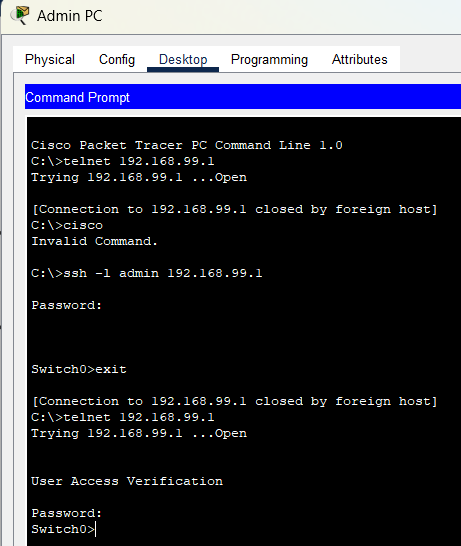 Admin PC
Physical Config Desktop Programming Attributes
Command Prompt
Cisco Packet Tracer PC Command Line 1.0
C:\>telnet 192.168.99.1
Trying 192.168.99.1 ...Open
[Connection to 192.168.99.1 closed by foreign host]
C:\>cisco
Invalid Command.
C:\>ssh -l admin 192.168.99.1
Password:
Switch0>exit
[Connection to 192.168.99.1 closed by foreign host]
C:\>telnet 192.168.99.1
Trying 192.168.99.1 ...Open
User Access Verification
Password:
Switch0>